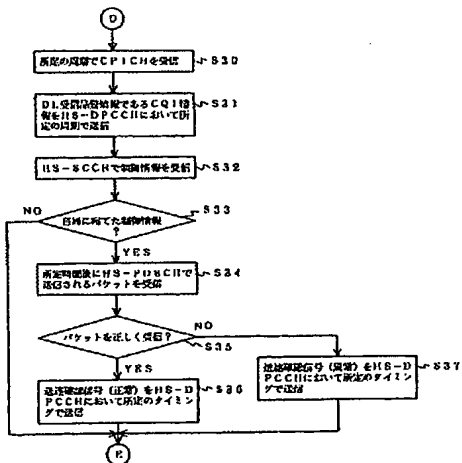 D
所定の周期でCPICHを受信
S30
DL受信品質情報であるCQI情
報をHS-DPCCHにおいて所
定の周期で送信
S31
HS-SCCHで制御情報を受信
S32
NO
自局に宛てた制御情報
?
S33
YES
所定時間後にHS-PDSCHで
送信されるパケットを受信
S34
パケットを正しく受信?
NO
S35
YES
送達確認信号(正常)をHS-D
PCCHにおいて所定のタイミン
グで送信
S36
送達確認信号(異常)をHS-D
PCCHにおいて所定のタイミン
グで送信
S37
E